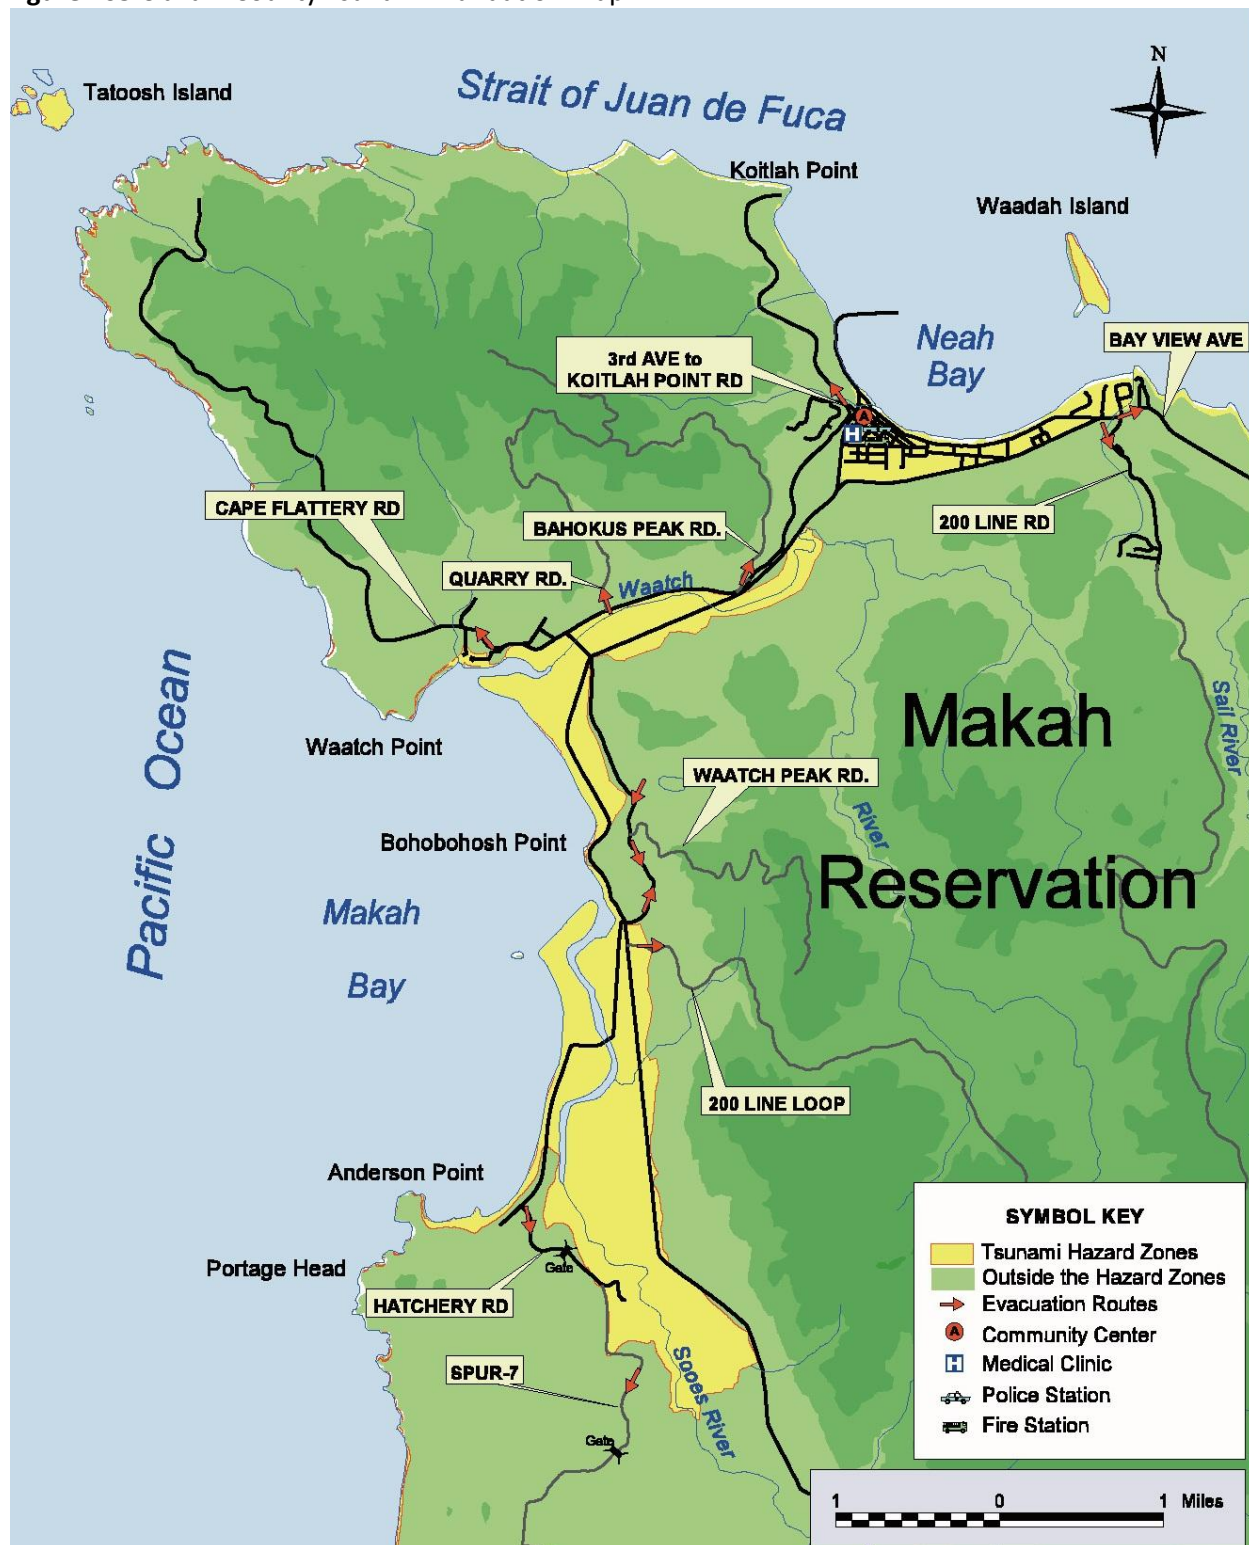 N
Tatoosh Island
Strait of Juan de Fuca
Koitlah Point
Waadah Island
Neah
Bay
BAY VIEW AVE
3rd AVE to
KOITLAH POINT RD
A
H
CAPE FLATTERY RD
BAHOKUS PEAK RD.
200 LINE RD
QUARRY RD.
Waatch
Pacific Ocean
Waatch Point
Makah
Reservation
Sail River
River
WAATCH PEAK RD.
Bohobohosh Point
Makah
Bay
200 LINE LOOP
Anderson Point
Portage Head
Gate
HATCHERY RD
SPUR-7
Sooes River
Gate
SYMBOL KEY
Tsunami Hazard Zones
Outside the Hazard Zones
Evacuation Routes
A Community Center
H Medical Clinic
Police Station
Fire Station
1 0 1 Miles